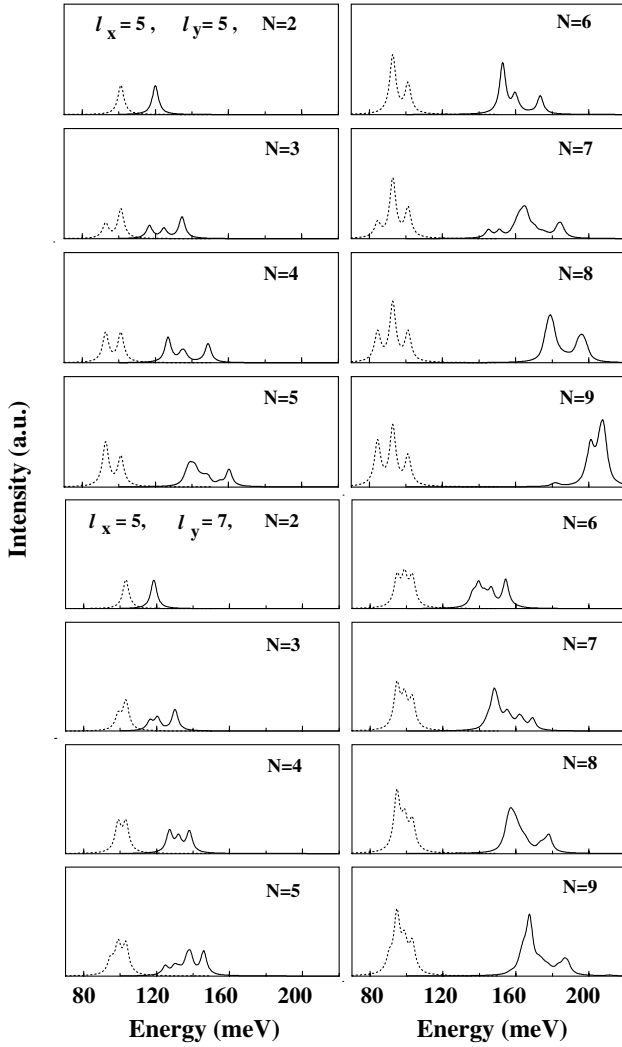 l x = 5 , l y = 5 , N=2
N=3
N=4
N=5
l x = 5, l y = 7, N=2
N=3
N=4
N=5
80 120 160 200
Energy (meV)
N=6
N=7
N=8
N=9
N=6
N=7
N=8
N=9
80 120 160 200
Energy (meV)
Intensity (a.u.)